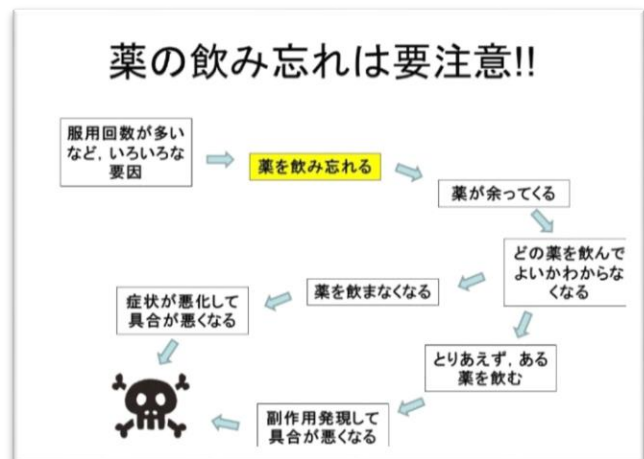 薬の飲み忘れは要注意!!
服用回数が多い
など，いろいろな
要因
薬を飲み忘れる
薬が余ってくる
どの薬を飲んで
よいかわからな
くなる
薬を飲まなくなる
症状が悪化して
具合が悪くなる
とりあえず，ある
薬を飲む
副作用発現して
具合が悪くなる